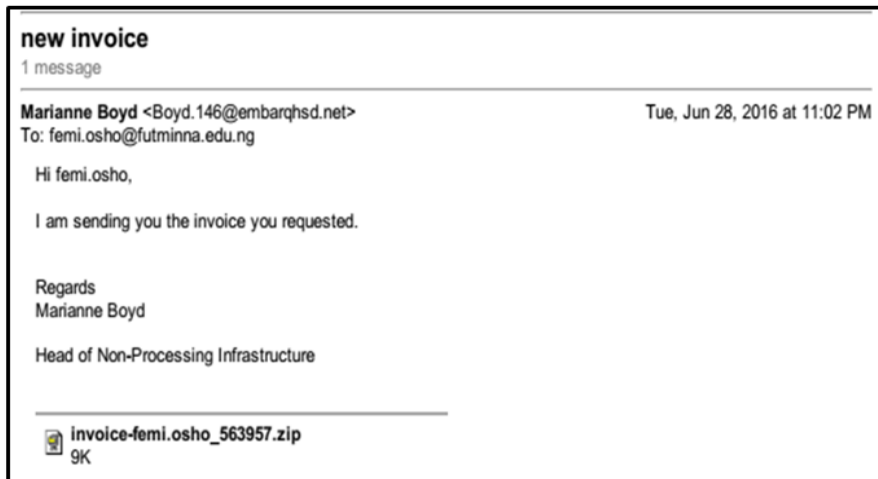 new invoice
1 message
Marianne Boyd <Boyd.146@embarqhsd.net> Tue, Jun 28, 2016 at 11:02 PM
To: femi.osho@futminna.edu.ng
Hi femi.osho,
I am sending you the invoice you requested.
Regards
Marianne Boyd
Head of Non-Processing Infrastructure
invoice-femi.osho_563957.zip
9K